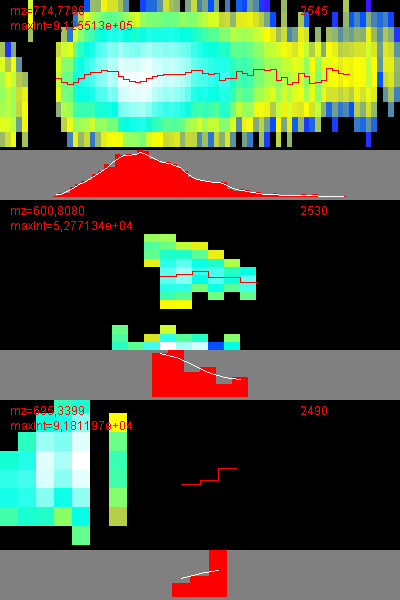 mz=774,7798 2545
maxInt=9,125513e+05
mz=600,8080 2530
maxInt=5,277134e+04
mz=695,3399 2490
maxInt=9,181197e+04